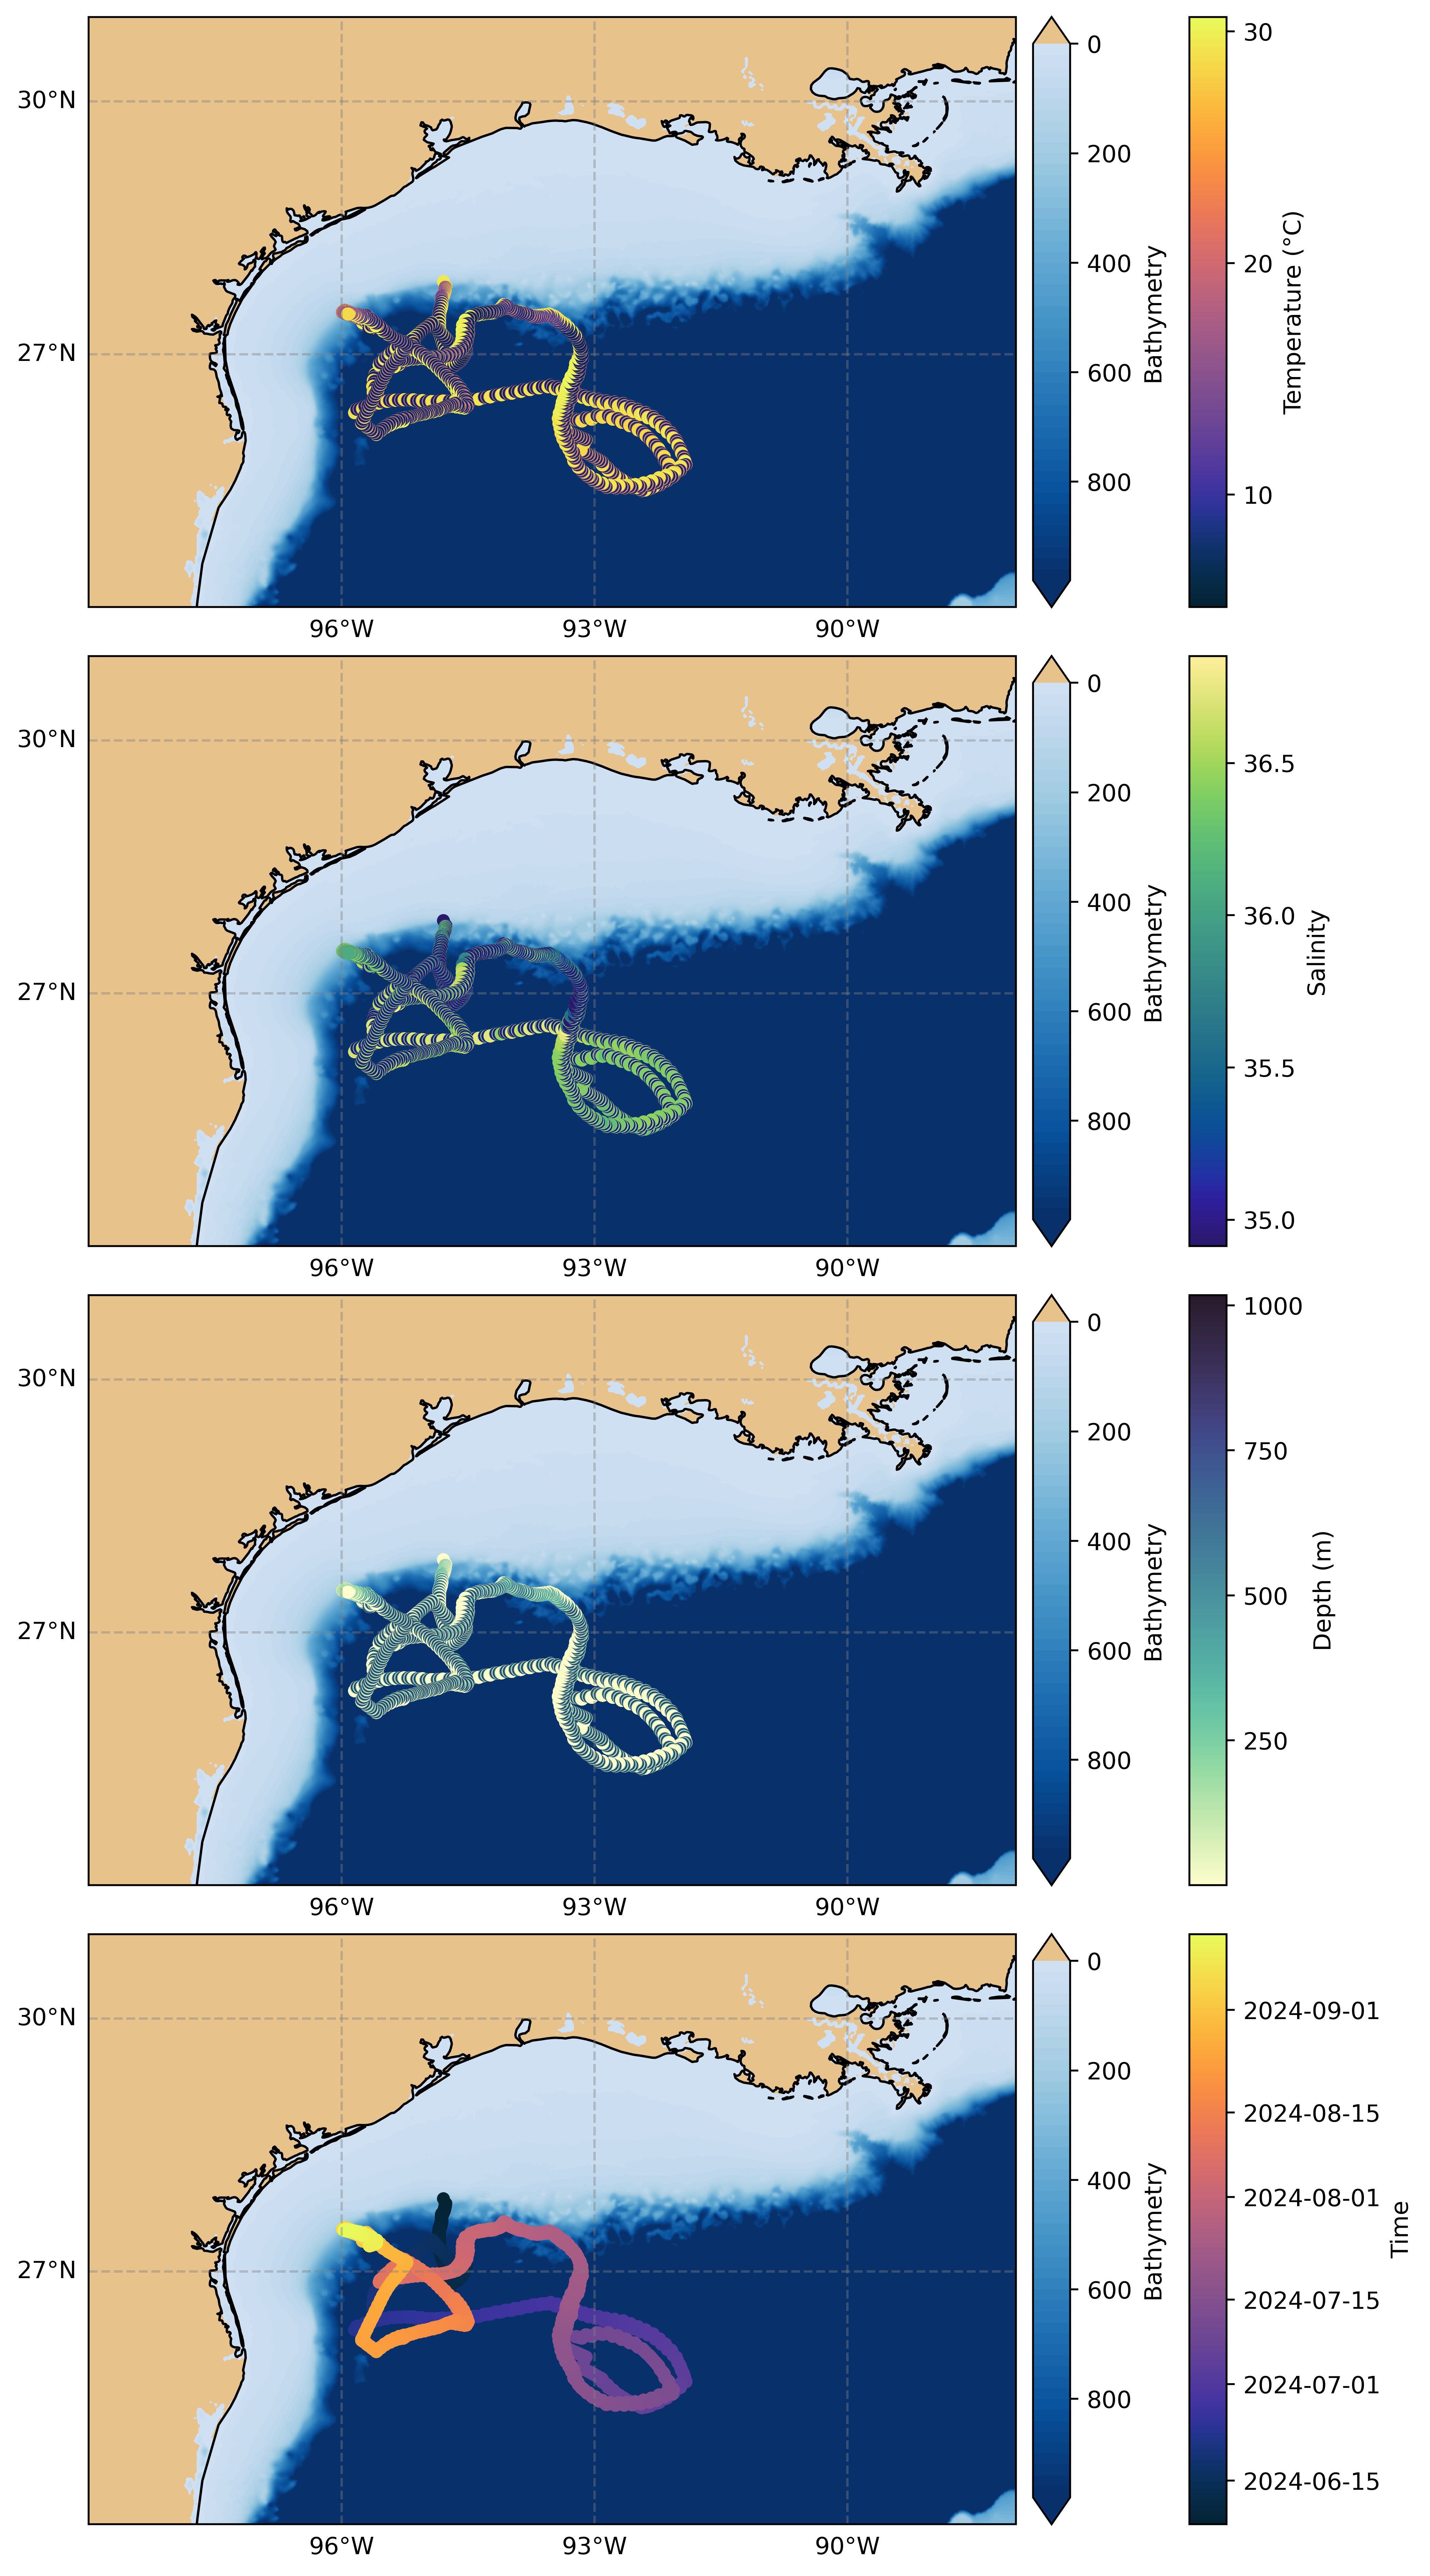 30°N
27°N
96°W
93°W
90°W
0
200
400
600
800
Bathymetry
30
20
10
Temperature (°C)
30°N
27°N
96°W
93°W
90°W
0
200
400
600
800
Bathymetry
36.5
36.0
35.5
35.0
Salinity
30°N
27°N
96°W
93°W
90°W
0
200
400
600
800
Bathymetry
1000
750
500
250
Depth (m)
30°N
27°N
96°W
93°W
90°W
0
200
400
600
800
Bathymetry
2024-09-01
2024-08-15
2024-08-01
2024-07-15
2024-07-01
2024-06-15
Time